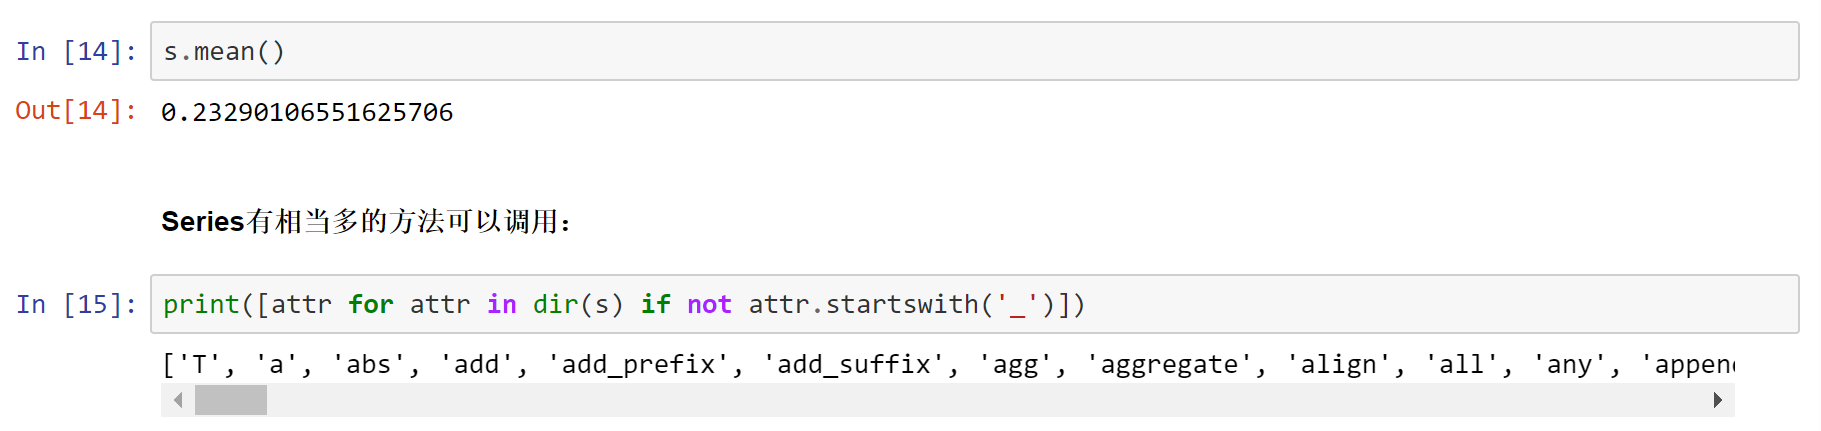 In [14]: s.mean()
Out[14]: 0.23290106551625706
Series有相当多的方法可以调用：
In [15]: print([attr for attr in dir(s) if not attr.startswith('_')])
['T', 'a', 'abs', 'add', 'add_prefix', 'add_suffix', 'agg', 'aggregate', 'align', 'all', 'any', 'appen